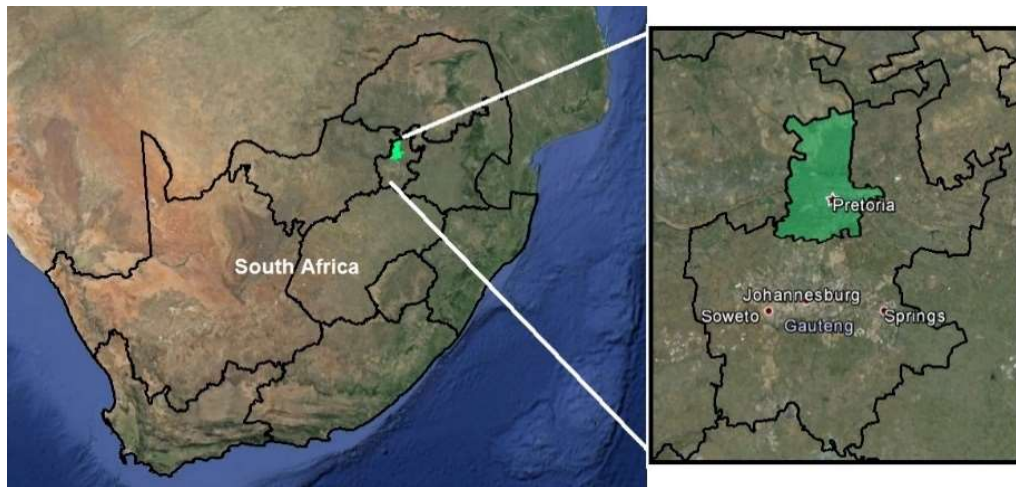 South Africa
Pretoria
Johannesburg
Soweto
Springs
Gauteng